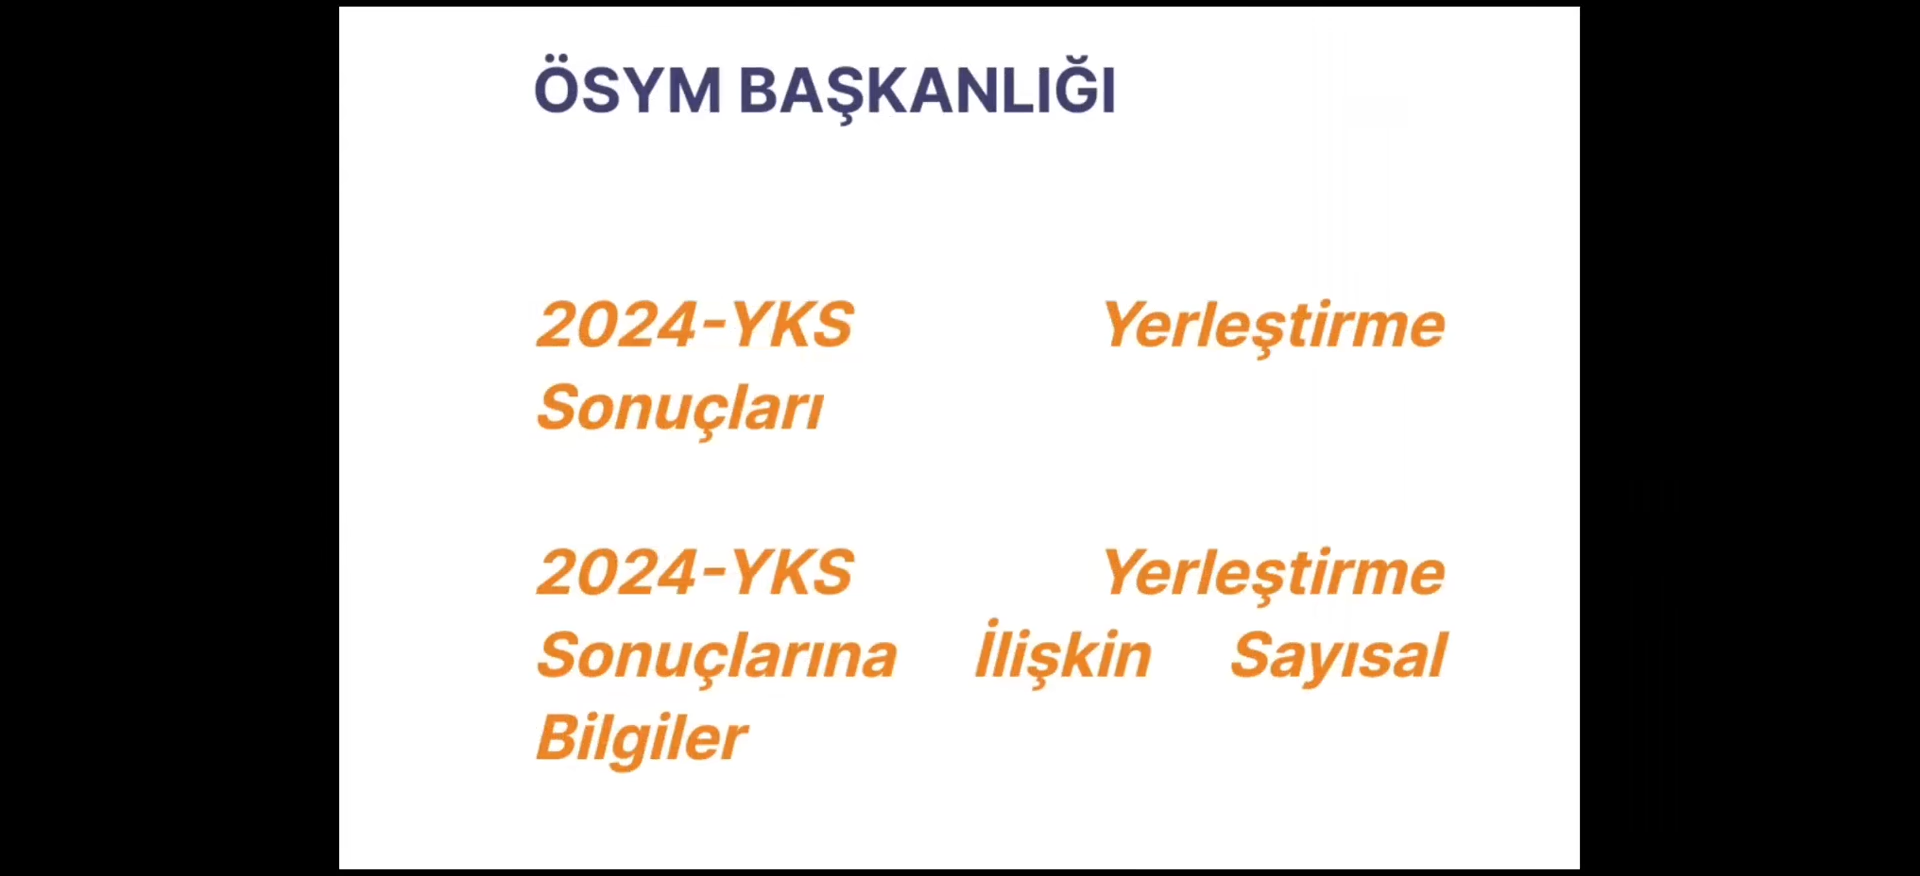 ÖSYM BAŞKANLIĞI
2024-YKS Yerleştirme
Sonuçları
2024-YKS Yerleştirme
Sonuçlarına İlişkin Sayısal
Bilgiler